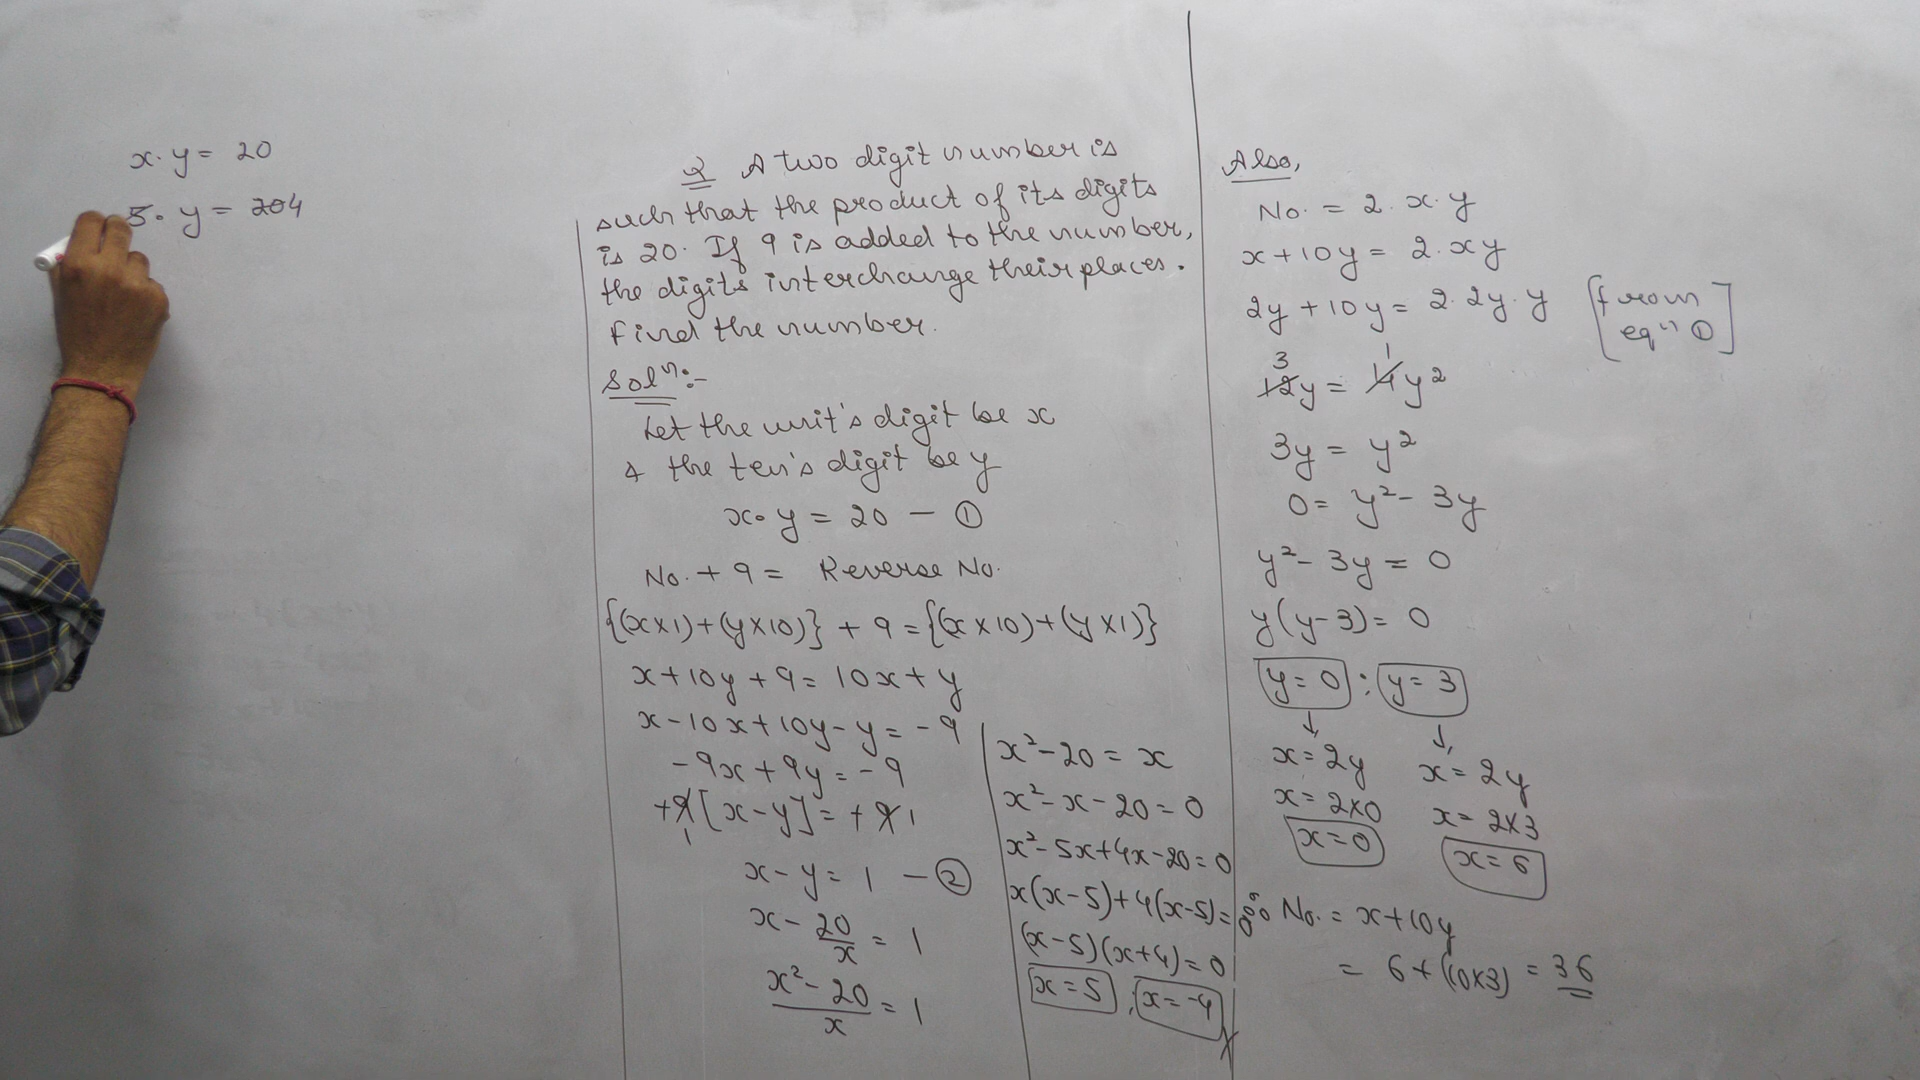 x.y = 20
5.y = 204
Q A two digit number is
such that the product of its digits
is 20. If 9 is added to the number,
the digits interchange their places.
Find the number.
Solⁿ:-
Let the unit's digit be x
& the ten's digit be y
x.y = 20 — ①
No. + 9 = Reverse No.
{(x×1)+(y×10)} + 9 = {(x×10)+(y×1)}
x+10y+9 = 10x+y
x-10x+10y-y = -9
-9x+9y = -9
+9[x-y] = +9 1
1
x-y = 1 — ②
x - 20/x = 1
x²-20/x = 1
x²-20 = x
x²-x-20 = 0
x²-5x+4x-20 = 0
x(x-5)+4(x-5) = 0
(x-5)(x+4) = 0
x=5 ; x=-4
Also,
No. = 2.x.y
x+10y = 2.xy
2y+10y = 2.2y.y [from eqⁿ ①]
3 1
12y = 4y²
3y = y²
0 = y²-3y
y²-3y = 0
y(y-3) = 0
y=0 ; y=3
↓ ↓
x=2y x=2y
x=2×0 x=2×3
x=0 x=6
∴ No. = x+10y
= 6+(10×3) = 36